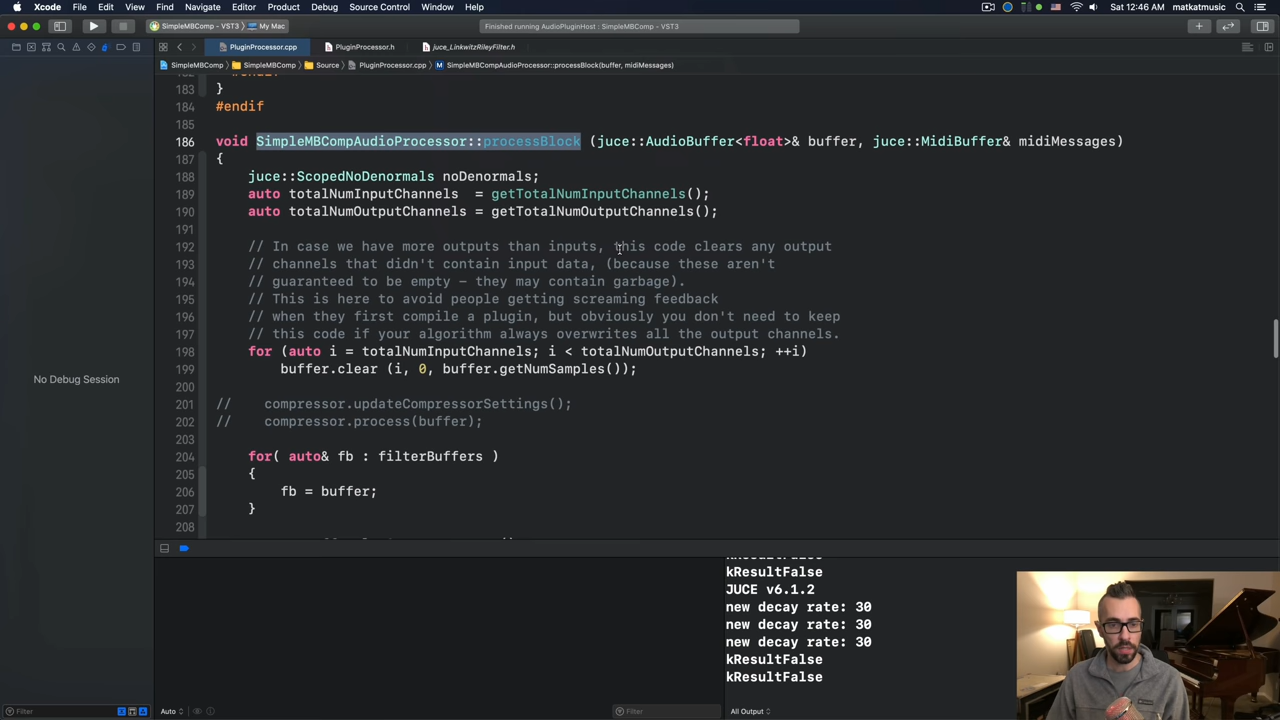 Xcode File Edit View Find Navigate Editor Product Debug Source Control Window Help matkatmusic Sat 12:46 AM
SimpleMBComp - VST3 My Mac Finished running AudioPluginHost : SimpleMBComp - VST3
PluginProcessor.cpp PluginProcessor.h juce_LinkwitzRileyFilter.h
SimpleMBComp SimpleMBComp Source PluginProcessor.cpp M SimpleMBCompAudioProcessor::processBlock(buffer, midiMessages)
183 }
184 #endif
185
186 void SimpleMBCompAudioProcessor::processBlock (juce::AudioBuffer<float>& buffer, juce::MidiBuffer& midiMessages)
187 {
188 juce::ScopedNoDenormals noDenormals;
189 auto totalNumInputChannels  = getTotalNumInputChannels();
190 auto totalNumOutputChannels = getTotalNumOutputChannels();
191
192 // In case we have more outputs than inputs, this code clears any output
193 // channels that didn't contain input data, (because these aren't
194 // guaranteed to be empty - they may contain garbage).
195 // This is here to avoid people getting screaming feedback
196 // when they first compile a plugin, but obviously you don't need to keep
197 // this code if your algorithm always overwrites all the output channels.
198 for (auto i = totalNumInputChannels; i < totalNumOutputChannels; ++i)
199 buffer.clear (i, 0, buffer.getNumSamples());
200
201 // compressor.updateCompressorSettings();
202 // compressor.process(buffer);
203
204 for( auto& fb : filterBuffers )
205 {
206 fb = buffer;
207 }
208
No Debug Session
kResultFalse
kResultFalse
JUCE v6.1.2
new decay rate: 30
new decay rate: 30
new decay rate: 30
kResultFalse
kResultFalse
Filter Auto Filter All Output